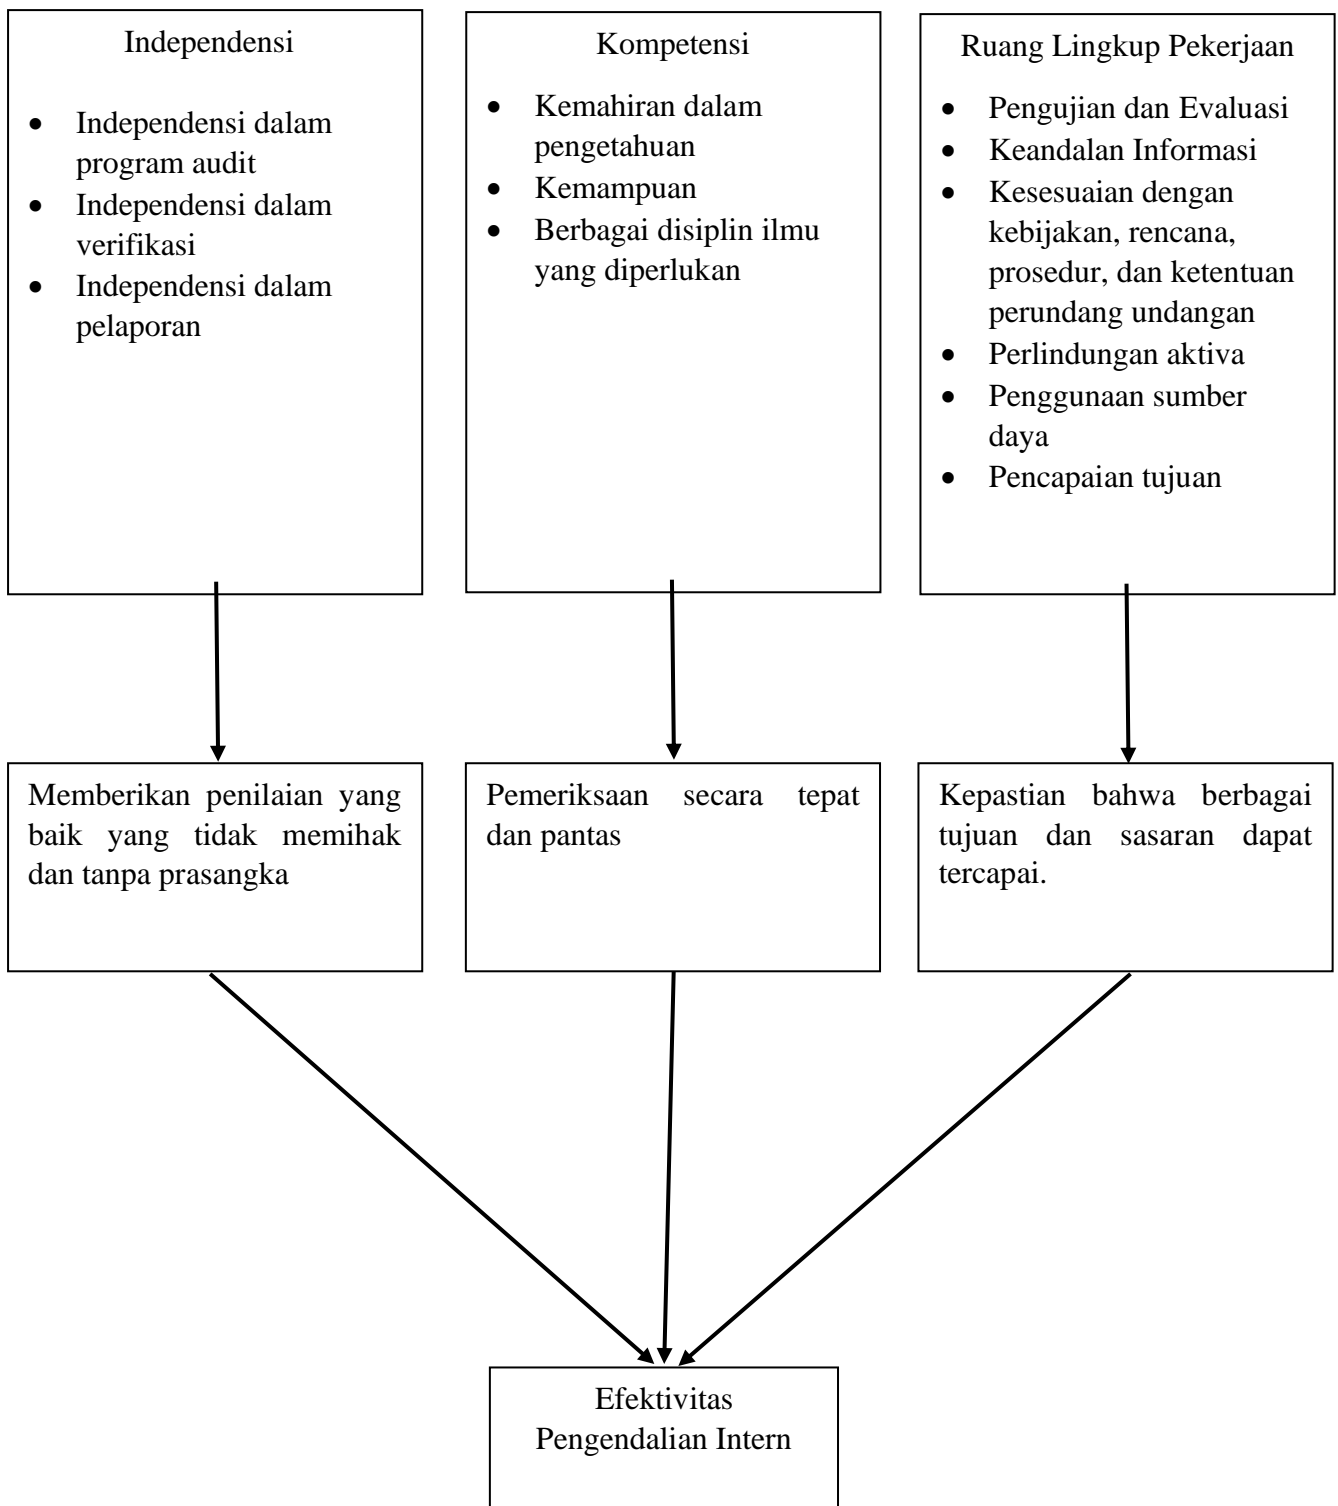 Independensi
• Independensi dalam
program audit
• Independensi dalam
verifikasi
• Independensi dalam
pelaporan
Kompetensi
• Kemahiran dalam
pengetahuan
• Kemampuan
• Berbagai disiplin ilmu
yang diperlukan
Ruang Lingkup Pekerjaan
• Pengujian dan Evaluasi
• Keandalan Informasi
• Kesesuaian dengan
kebijakan, rencana,
prosedur, dan ketentuan
perundang undangan
• Perlindungan aktiva
• Penggunaan sumber
daya
• Pencapaian tujuan
Memberikan penilaian yang
baik yang tidak memihak
dan tanpa prasangka
Pemeriksaan secara tepat
dan pantas
Kepastian bahwa berbagai
tujuan dan sasaran dapat
tercapai.
Efektivitas
Pengendalian Intern